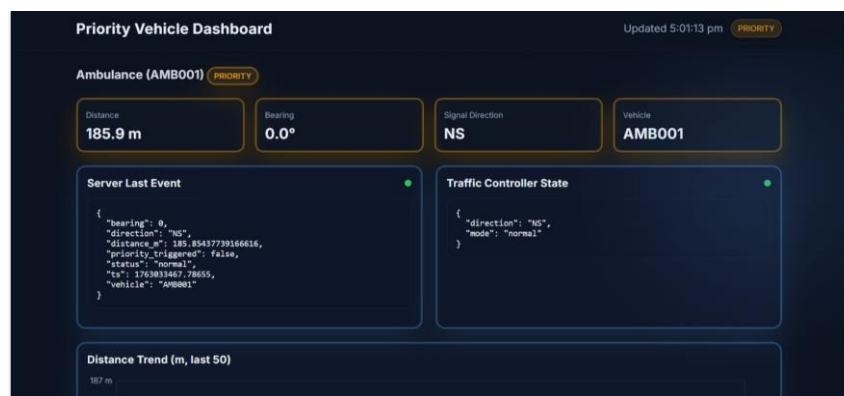 Priority Vehicle Dashboard
Updated 5:01:13 pm PRIORITY
Ambulance (AMB001) PRIORITY
Distance
185.9 m
Bearing
0.0°
Signal Direction
NS
Vehicle
AMB001
Server Last Event
{
"bearing": 0,
"direction": "NS",
"distance_m": 185.85437739166616,
"priority_triggered": false,
"status": "normal",
"ts": 1763033467.78655,
"vehicle": "AMB001"
}
Traffic Controller State
{
"direction": "NS",
"mode": "normal"
}
Distance Trend (m, last 50)
187 m